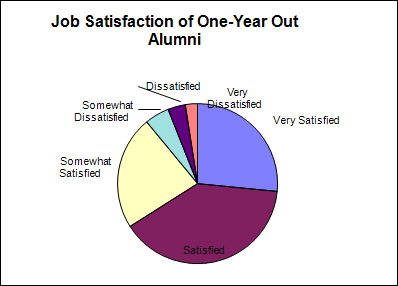 Job Satisfaction of One-Year Out
Alumni
Dissatisfied
Very
Dissatisfied
Somewhat
Dissatisfied
Very Satisfied
Somewhat
Satisfied
Satisfied